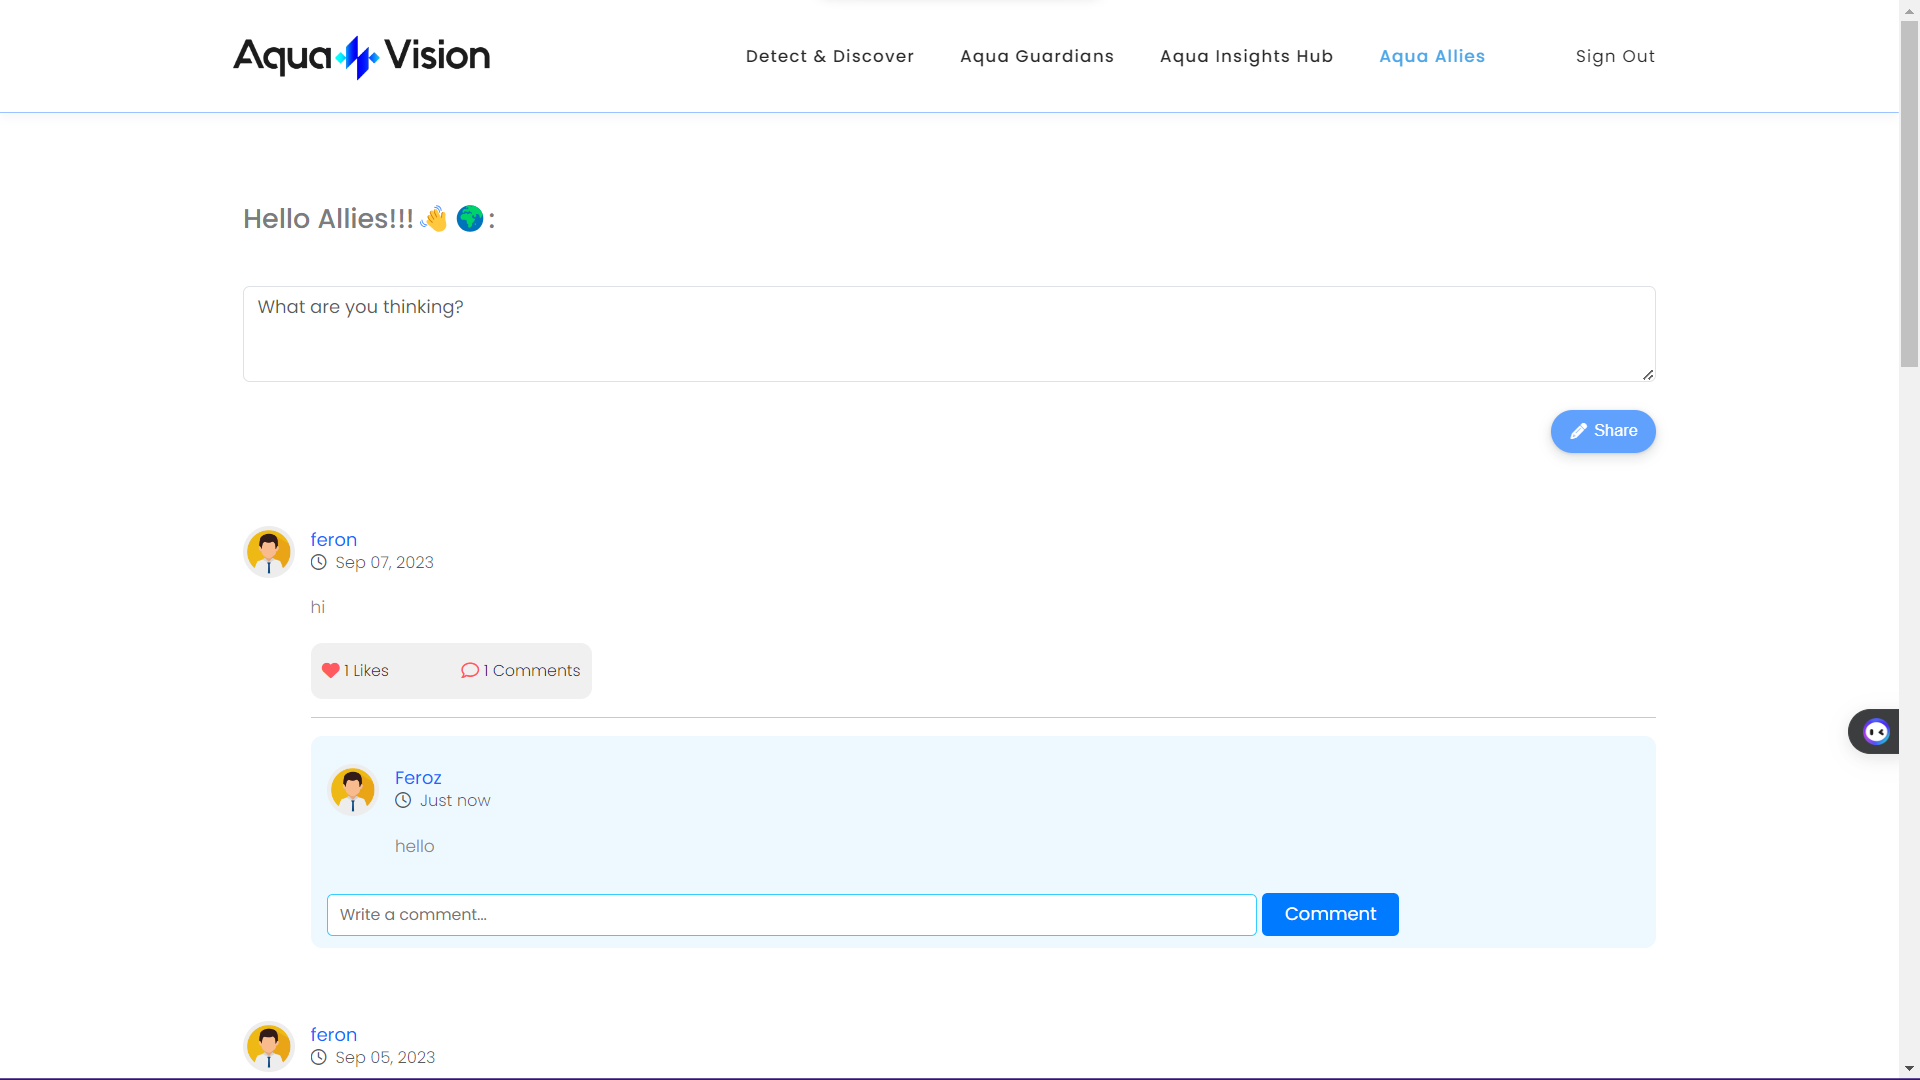 Aqua Vision
Detect & Discover
Aqua Guardians
Aqua Insights Hub
Aqua Allies
Sign Out
Hello Allies!!! 👋 🌍 :
What are you thinking?
Share
feron
Sep 07, 2023
hi
1 Likes
1 Comments
Feroz
Just now
hello
Write a comment...
Comment
feron
Sep 05, 2023